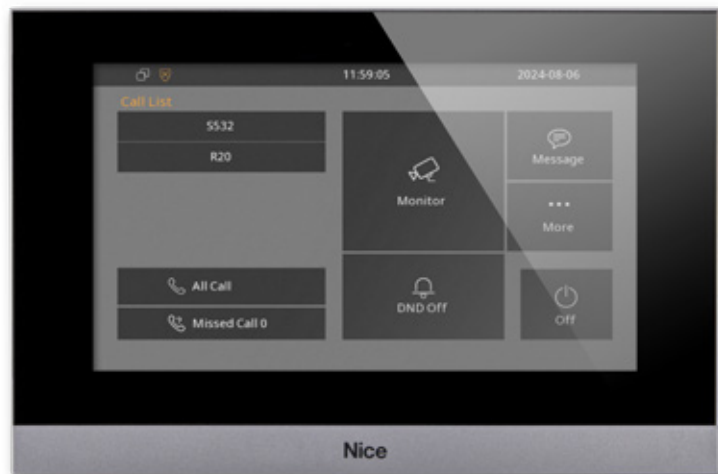 11:59:05
2024-08-06
Call List
S532
R20
Monitor
Message
More
All Call
Missed Call 0
DND Off
Off
Nice